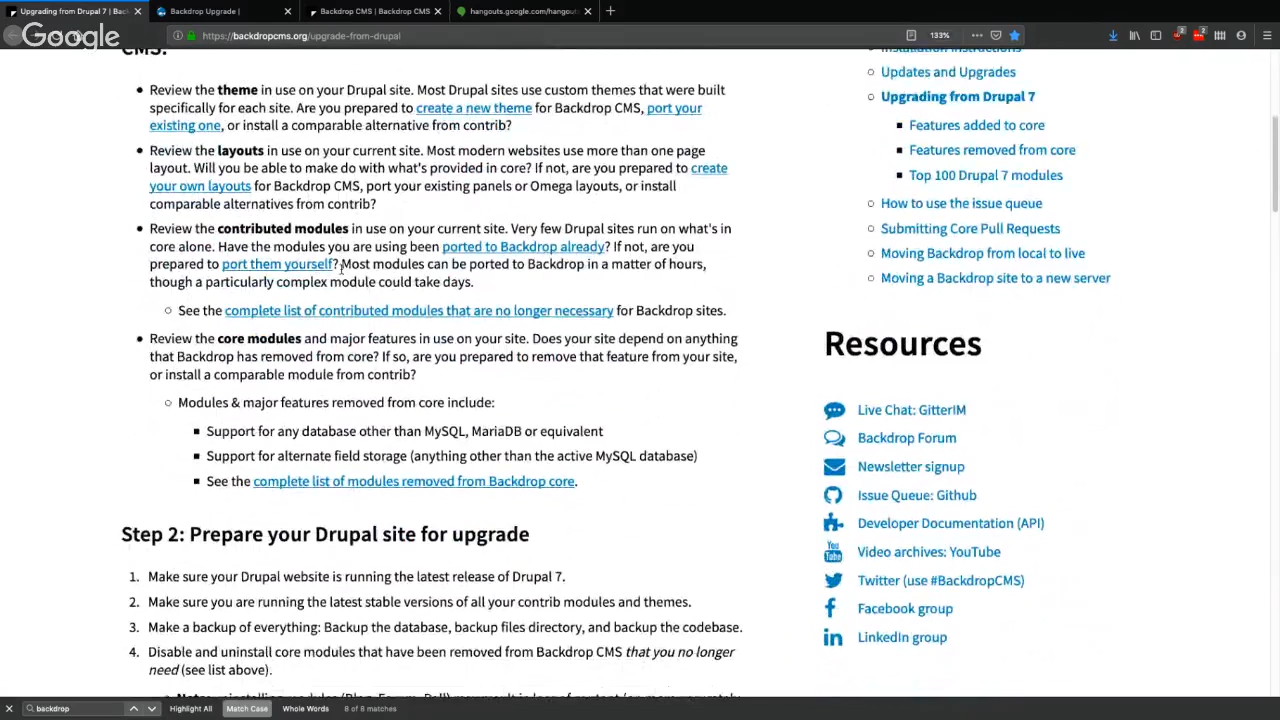 Upgrading from Drupal 7 | Bac
Backdrop Upgrade |
Backdrop CMS | Backdrop CMS
hangouts.google.com/hangouts
Google
https://backdropcms.org/upgrade-from-drupal
133%
CMS:
Review the theme in use on your Drupal site. Most Drupal sites use custom themes that were built
specifically for each site. Are you prepared to create a new theme for Backdrop CMS, port your
existing one, or install a comparable alternative from contrib?
Review the layouts in use on your current site. Most modern websites use more than one page
layout. Will you be able to make do with what's provided in core? If not, are you prepared to create
your own layouts for Backdrop CMS, port your existing panels or Omega layouts, or install
comparable alternatives from contrib?
Review the contributed modules in use on your current site. Very few Drupal sites run on what's in
core alone. Have the modules you are using been ported to Backdrop already? If not, are you
prepared to port them yourself? Most modules can be ported to Backdrop in a matter of hours,
though a particularly complex module could take days.
See the complete list of contributed modules that are no longer necessary for Backdrop sites.
Review the core modules and major features in use on your site. Does your site depend on anything
that Backdrop has removed from core? If so, are you prepared to remove that feature from your site,
or install a comparable module from contrib?
Modules & major features removed from core include:
Support for any database other than MySQL, MariaDB or equivalent
Support for alternate field storage (anything other than the active MySQL database)
See the complete list of modules removed from Backdrop core.
Step 2: Prepare your Drupal site for upgrade
1. Make sure your Drupal website is running the latest release of Drupal 7.
2. Make sure you are running the latest stable versions of all your contrib modules and themes.
3. Make a backup of everything: Backup the database, backup files directory, and backup the codebase.
4. Disable and uninstall core modules that have been removed from Backdrop CMS that you no longer
need (see list above).
Installation Instructions
Updates and Upgrades
Upgrading from Drupal 7
Features added to core
Features removed from core
Top 100 Drupal 7 modules
How to use the issue queue
Submitting Core Pull Requests
Moving Backdrop from local to live
Moving a Backdrop site to a new server
Resources
Live Chat: GitterIM
Backdrop Forum
Newsletter signup
Issue Queue: Github
Developer Documentation (API)
Video archives: YouTube
Twitter (use #BackdropCMS)
Facebook group
LinkedIn group
backdrop
Highlight All
Match Case
Whole Words
8 of 8 matches